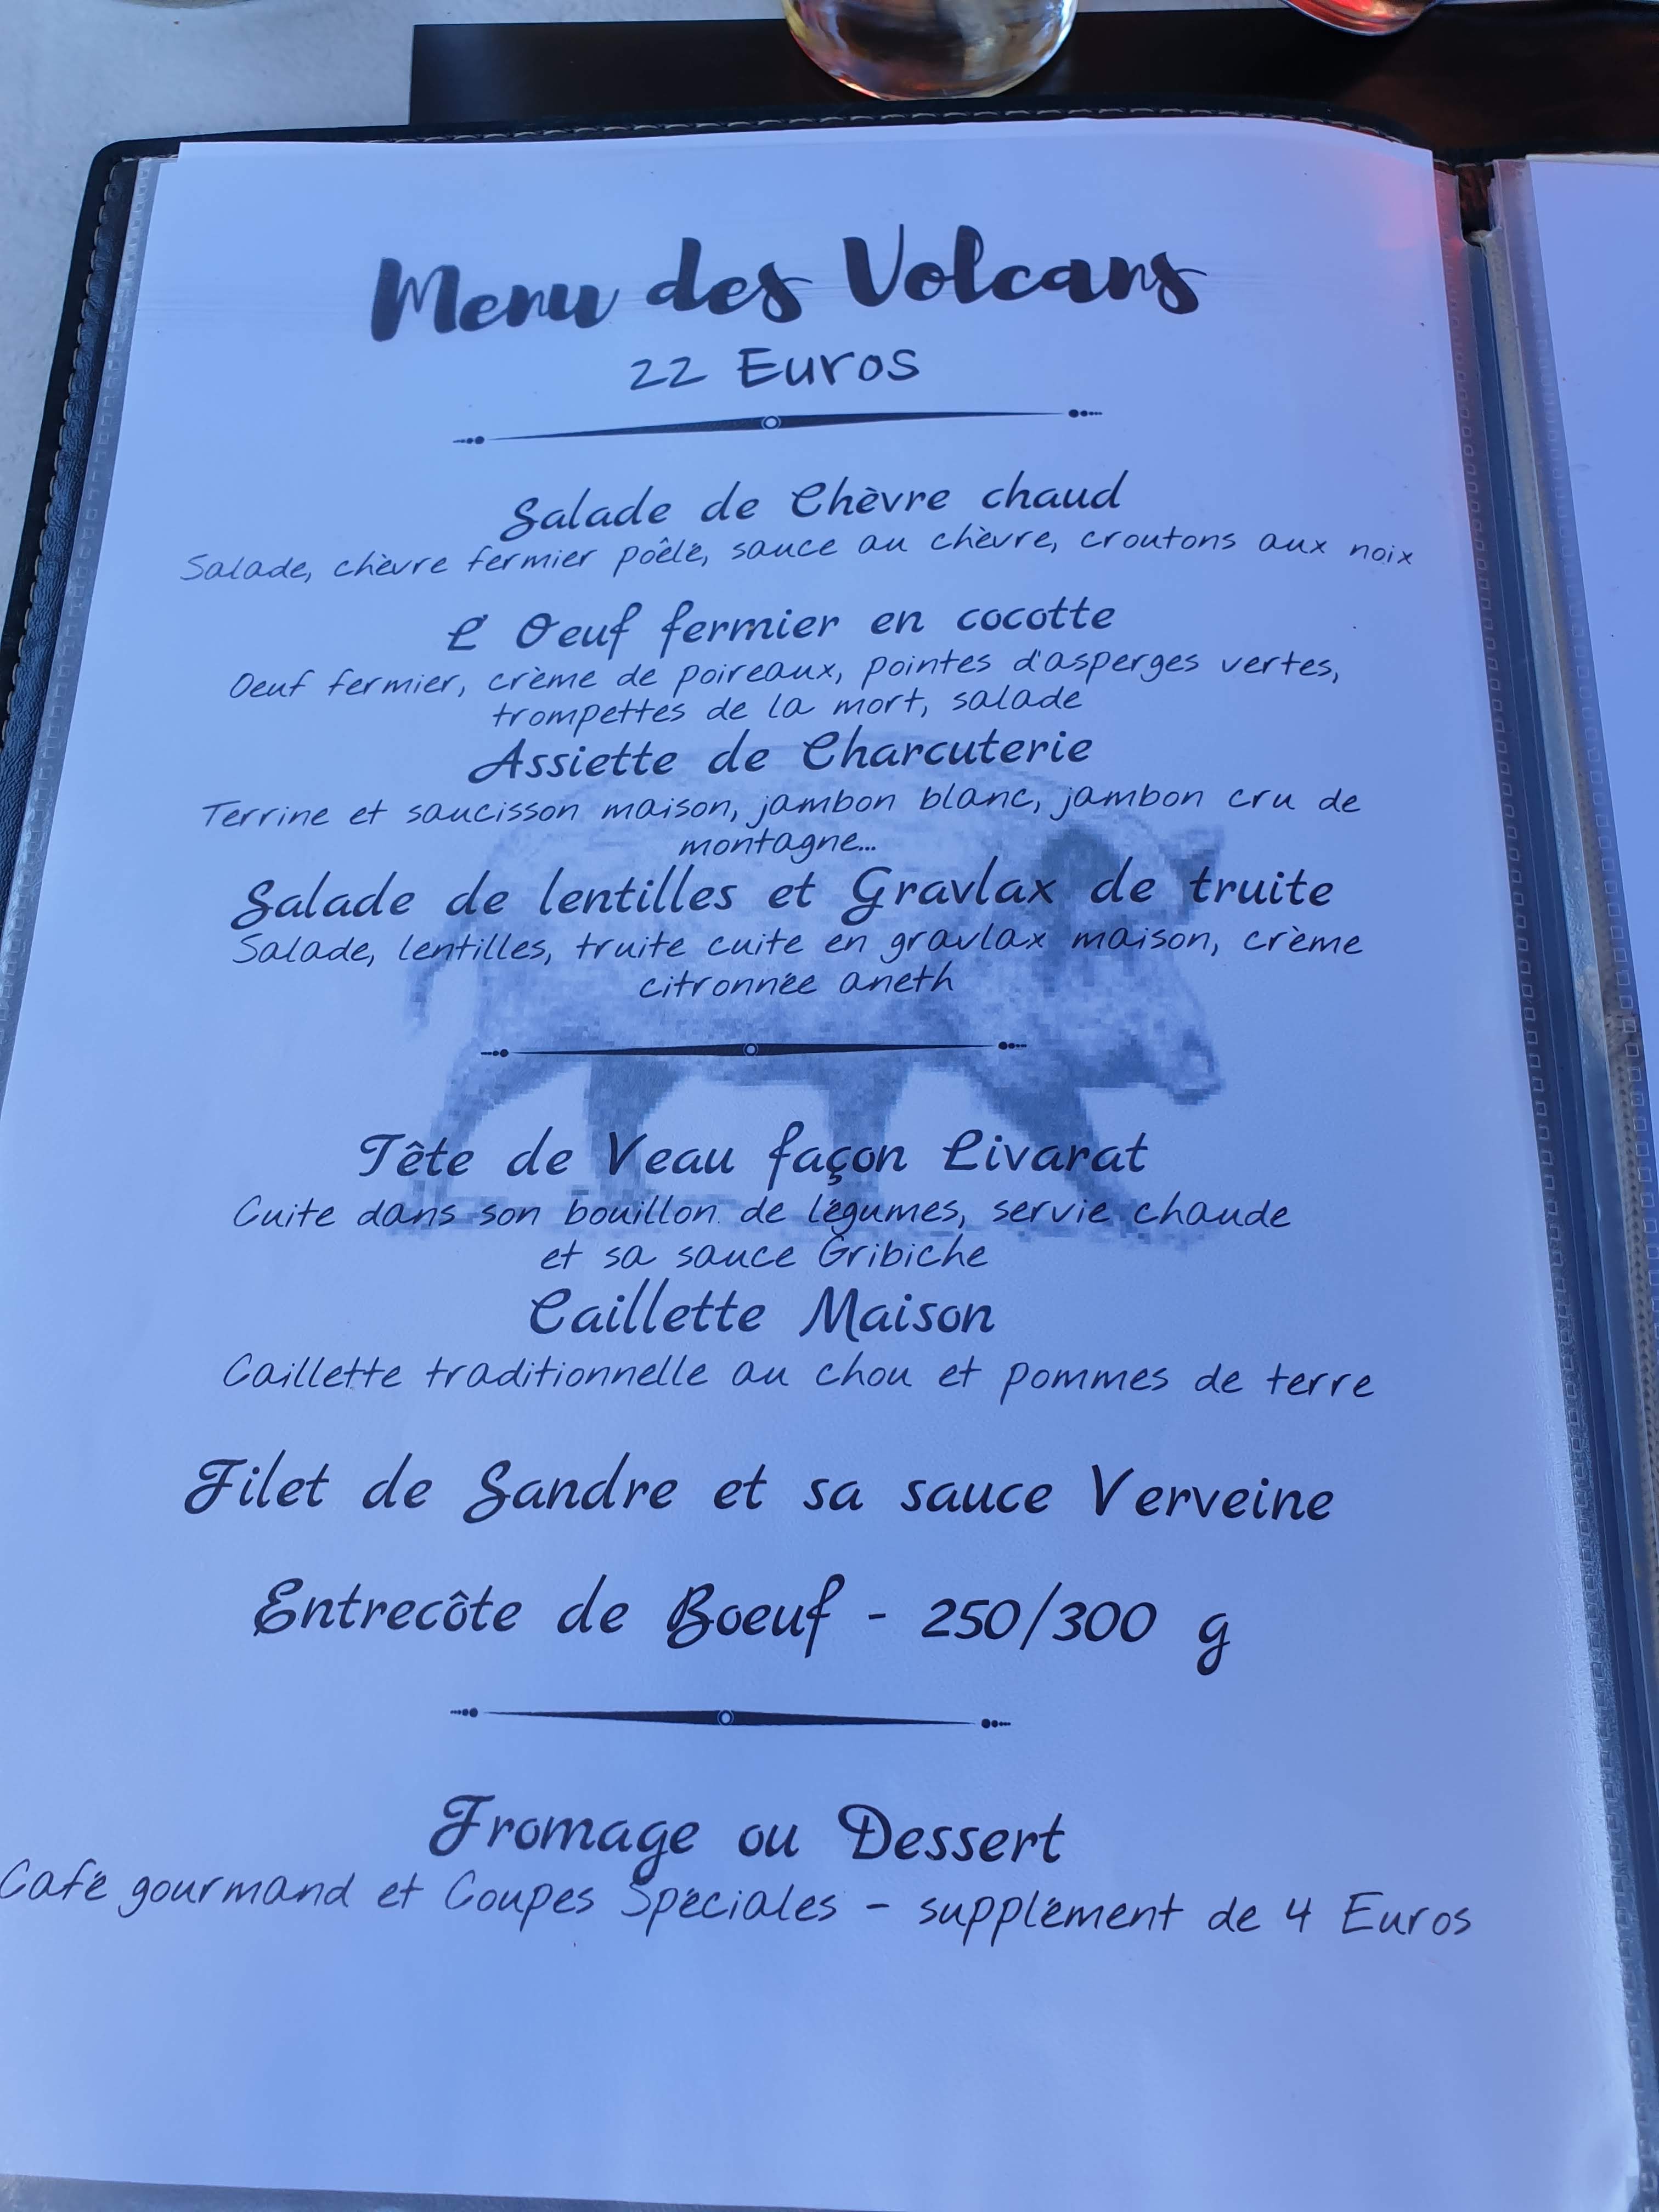 Menu des Volcans
22 Euros
Salade de Chèvre chaud
Salade, chèvre fermier poêlé, sauce au chèvre, croutons aux noix
L'Oeuf fermier en cocotte
Oeuf fermier, crème de poireaux, pointes d'asperges vertes,
trompettes de la mort, salade
Assiette de Charcuterie
Terrine et saucisson maison, jambon blanc, jambon cru de
montagne...
Salade de lentilles et Gravlax de truite
Salade, lentilles, truite cuite en gravlax maison, crème
citronnée aneth
Tête de Veau façon Livarat
Cuite dans son bouillon de légumes, servie chaude
et sa sauce Gribiche
Caillette Maison
Caillette traditionnelle au chou et pommes de terre
Filet de Sandre et sa sauce Verveine
Entrecôte de Boeuf - 250/300 g
Fromage ou Dessert
Café gourmand et Coupes Spéciales - supplément de 4 Euros